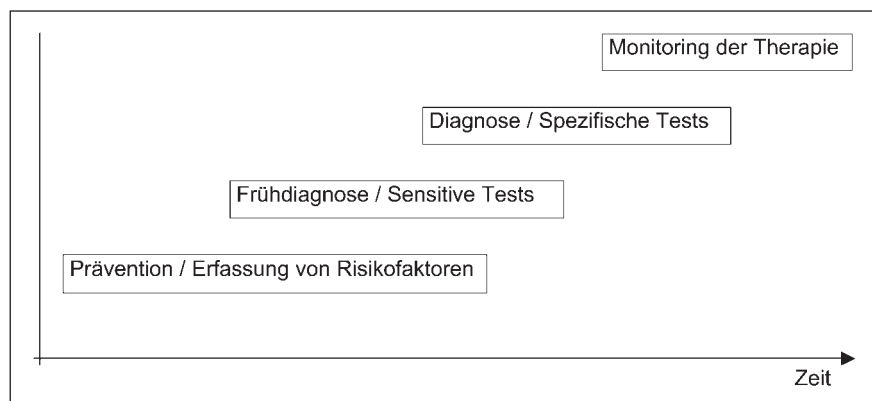 Monitoring der Therapie
Diagnose / Spezifische Tests
Frühdiagnose / Sensitive Tests
Prävention / Erfassung von Risikofaktoren
Zeit